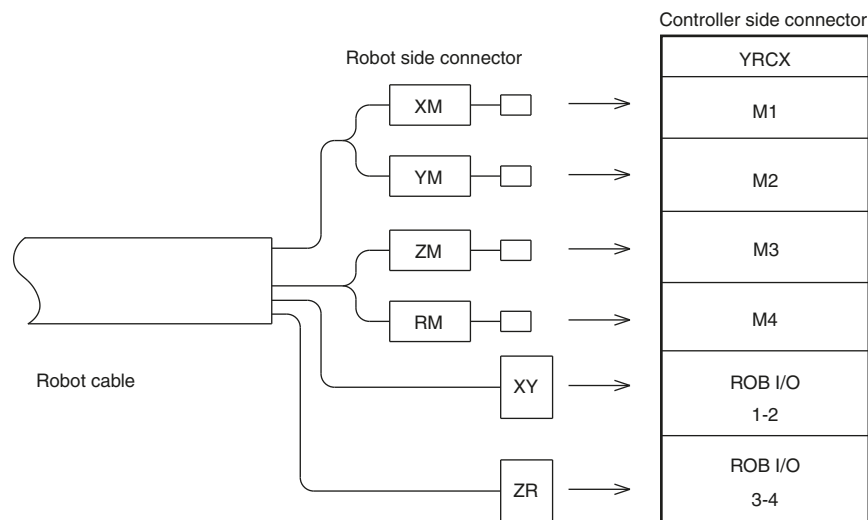 Controller side connector
Robot side connector
YRCX
XM
M1
YM
M2
ZM
M3
RM
M4
Robot cable
XY
ROB I/O
1-2
ZR
ROB I/O
3-4